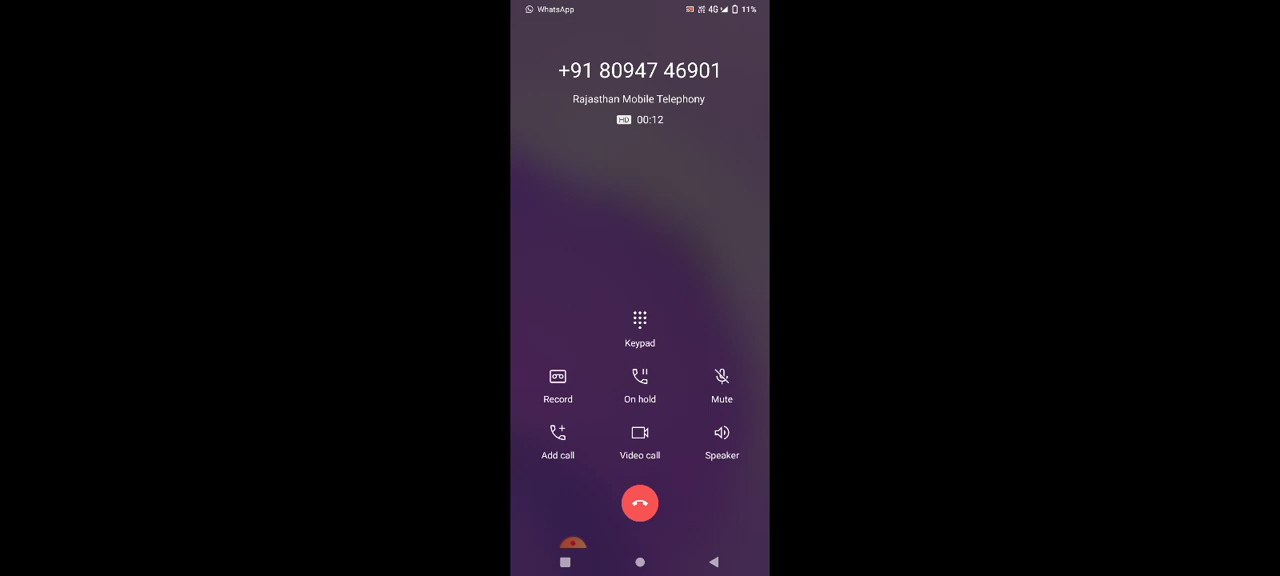 WhatsApp 4G 11%
+91 80947 46901
Rajasthan Mobile Telephony
HD 00:12
Keypad
Record On hold Mute
Add call Video call Speaker